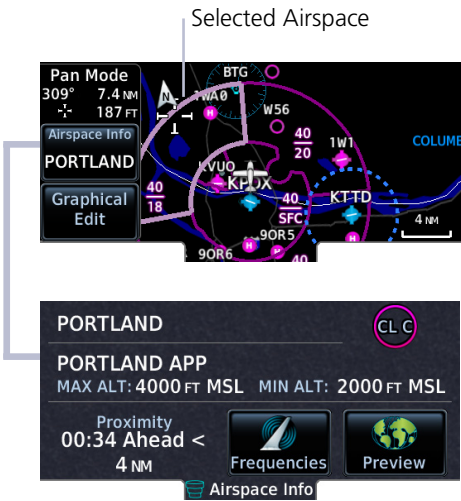 Selected Airspace
Pan Mode
309° 7.4 NM
187 FT
Airspace Info
PORTLAND
Graphical
Edit
BTG
N
1WA0
W56
H
40
20
1W1
COLUME
KVUO
KPDX
40
18
40
SFC
KTTD
9OR5
4 NM
9OR6
H
H
H
40
PORTLAND
CL C
PORTLAND APP
MAX ALT: 4000 FT MSL MIN ALT: 2000 FT MSL
Proximity
00:34 Ahead <
4 NM
Frequencies
Preview
Airspace Info